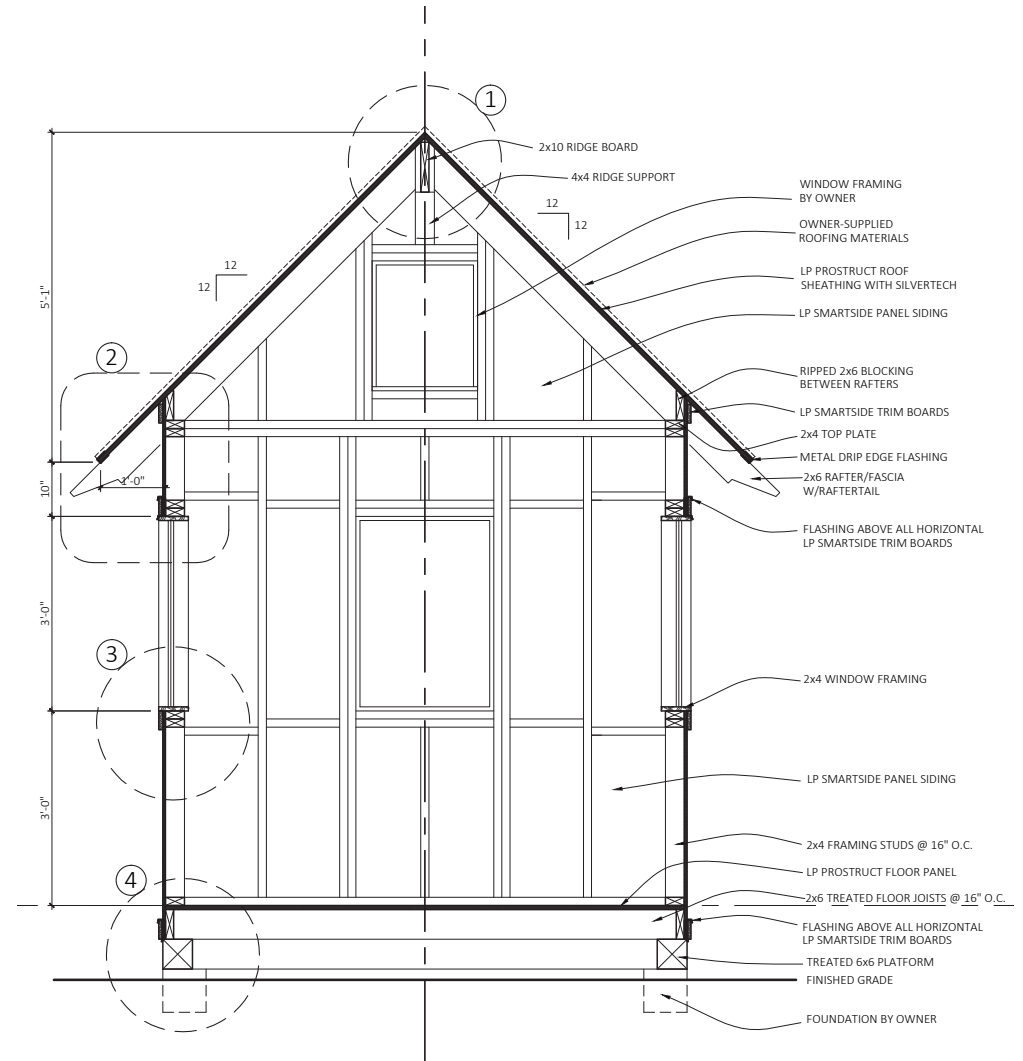 1
2x10 RIDGE BOARD
4x4 RIDGE SUPPORT
WINDOW FRAMING
BY OWNER
12
12
OWNER-SUPPLIED
ROOFING MATERIALS
12
12
LP PROSTRUCT ROOF
SHEATHING WITH SILVERTECH
5'-1"
LP SMARTSIDE PANEL SIDING
2
RIPPED 2x6 BLOCKING
BETWEEN RAFTERS
LP SMARTSIDE TRIM BOARDS
2x4 TOP PLATE
METAL DRIP EDGE FLASHING
2x6 RAFTER/FASCIA
W/RAFTERTAIL
1'-0"
10"
FLASHING ABOVE ALL HORIZONTAL
LP SMARTSIDE TRIM BOARDS
3'-0"
3
2x4 WINDOW FRAMING
LP SMARTSIDE PANEL SIDING
3'-0"
2x4 FRAMING STUDS @ 16" O.C.
4
LP PROSTRUCT FLOOR PANEL
2x6 TREATED FLOOR JOISTS @ 16" O.C.
FLASHING ABOVE ALL HORIZONTAL
LP SMARTSIDE TRIM BOARDS
TREATED 6x6 PLATFORM
FINISHED GRADE
FOUNDATION BY OWNER